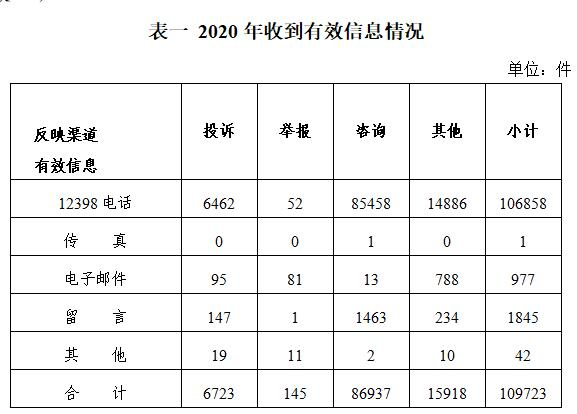 表一 2020 年收到有效信息情况
单位：件
反映渠道 有效信息 投诉 举报 咨询 其他 小计
12398 电话 6462 52 85458 14886 106858
传 真 0 0 1 0 1
电子邮件 95 81 13 788 977
留 言 147 1 1463 234 1845
其 他 19 11 2 10 42
合 计 6723 145 86937 15918 109723